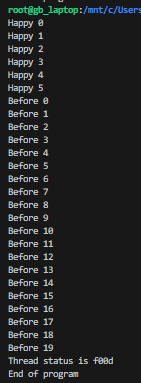 root@gb_laptop:/mnt/c/Users
Happy 0
Happy 1
Happy 2
Happy 3
Happy 4
Happy 5
Before 0
Before 1
Before 2
Before 3
Before 4
Before 5
Before 6
Before 7
Before 8
Before 9
Before 10
Before 11
Before 12
Before 13
Before 14
Before 15
Before 16
Before 17
Before 18
Before 19
Thread status is f00d
End of program